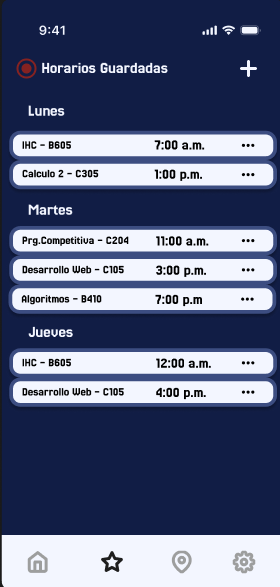 9:41
Horarios Guardadas
Lunes
IHC - B605 7:00 a.m.
Calculo 2 - C305 1:00 p.m.
Martes
Prg.Competitiva - C204 11:00 a.m.
Desarrollo Web - C105 3:00 p.m.
Algoritmos - B410 7:00 p.m
Jueves
IHC - B605 12:00 a.m.
Desarrollo Web - C105 4:00 p.m.